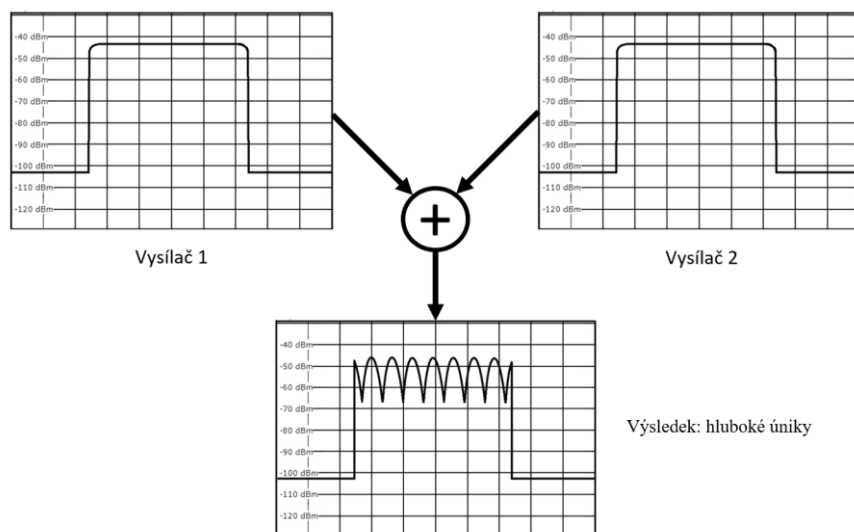 -40 dBm
-50 dBm
-60 dBm
-70 dBm
-80 dBm
-90 dBm
-100 dBm
-110 dBm
-120 dBm
Vysílač 1
-40 dBm
-50 dBm
-60 dBm
-70 dBm
-80 dBm
-90 dBm
-100 dBm
-110 dBm
-120 dBm
Vysílač 2
+
-40 dBm
-50 dBm
-60 dBm
-70 dBm
-80 dBm
-90 dBm
-100 dBm
-110 dBm
-120 dBm
Výsledek: hluboké úniky